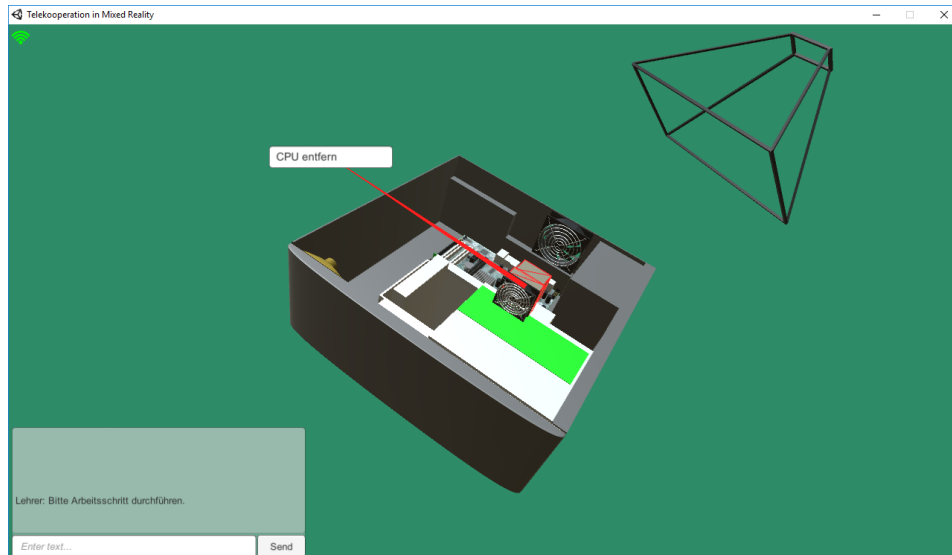 Telekooperation in Mixed Reality
CPU entfern
Lehrer: Bitte Arbeitsschritt durchführen.
Enter text...
Send